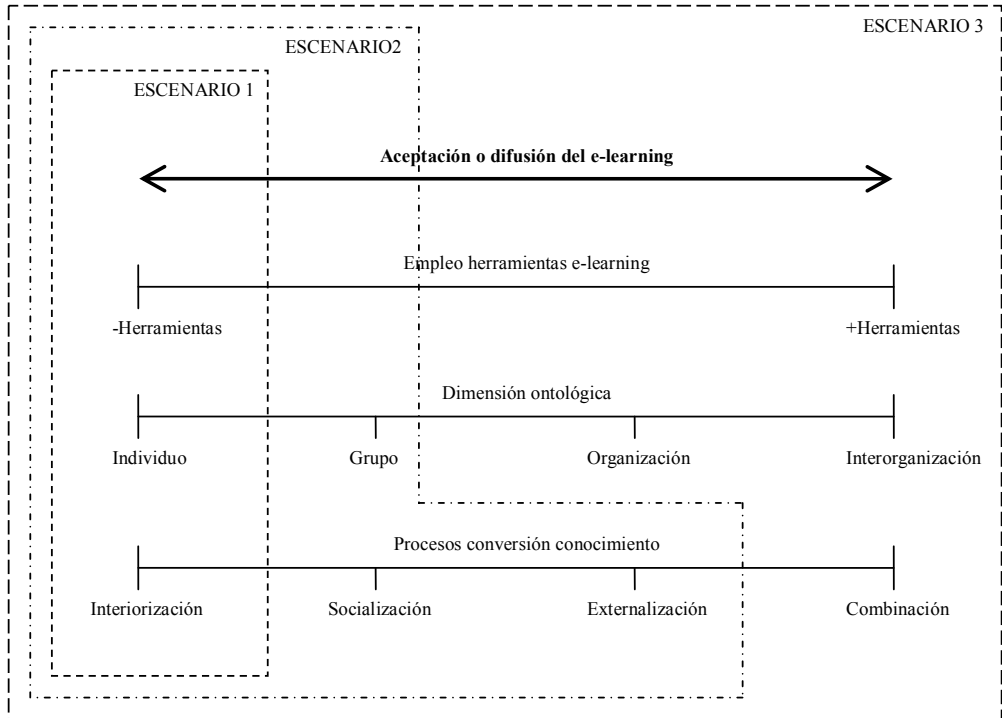 ESCENARIO 3
ESCENARIO2
ESCENARIO 1
Aceptación o difusión del e-learning
Empleo herramientas e-learning
-Herramientas +Herramientas
Dimensión ontológica
Individuo Grupo Organización Interorganización
Procesos conversión conocimiento
Interiorización Socialización Externalización Combinación